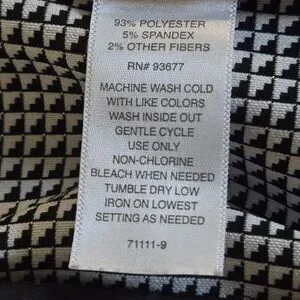 93% POLYESTER
5% SPANDEX
2% OTHER FIBERS
RN# 93677
MACHINE WASH COLD
WITH LIKE COLORS
WASH INSIDE OUT
GENTLE CYCLE
USE ONLY
NON-CHLORINE
BLEACH WHEN NEEDED
TUMBLE DRY LOW
IRON ON LOWEST
SETTING AS NEEDED
71111-9